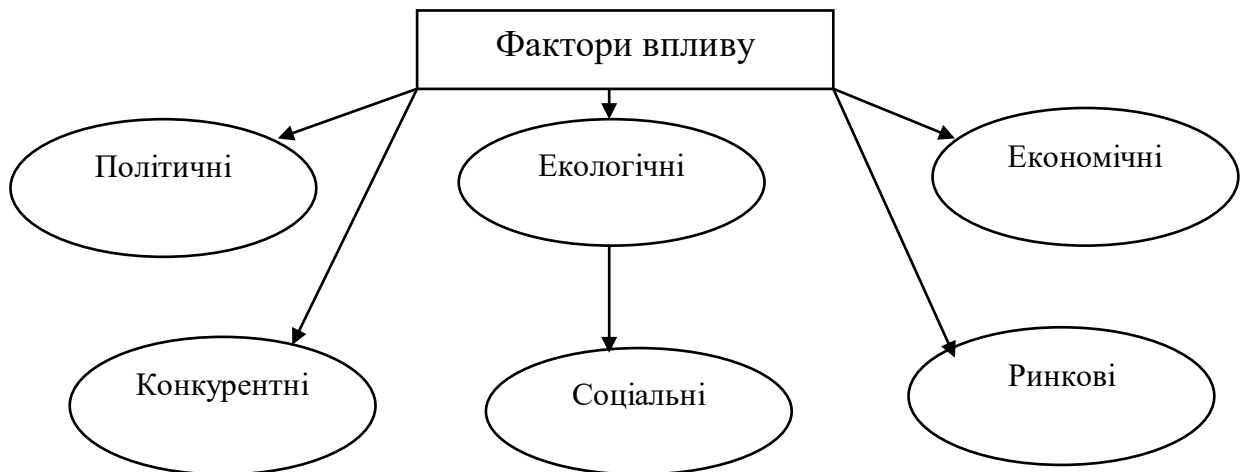 Фактори впливу
Політичні
Екологічні
Економічні
Конкурентні
Соціальні
Ринкові